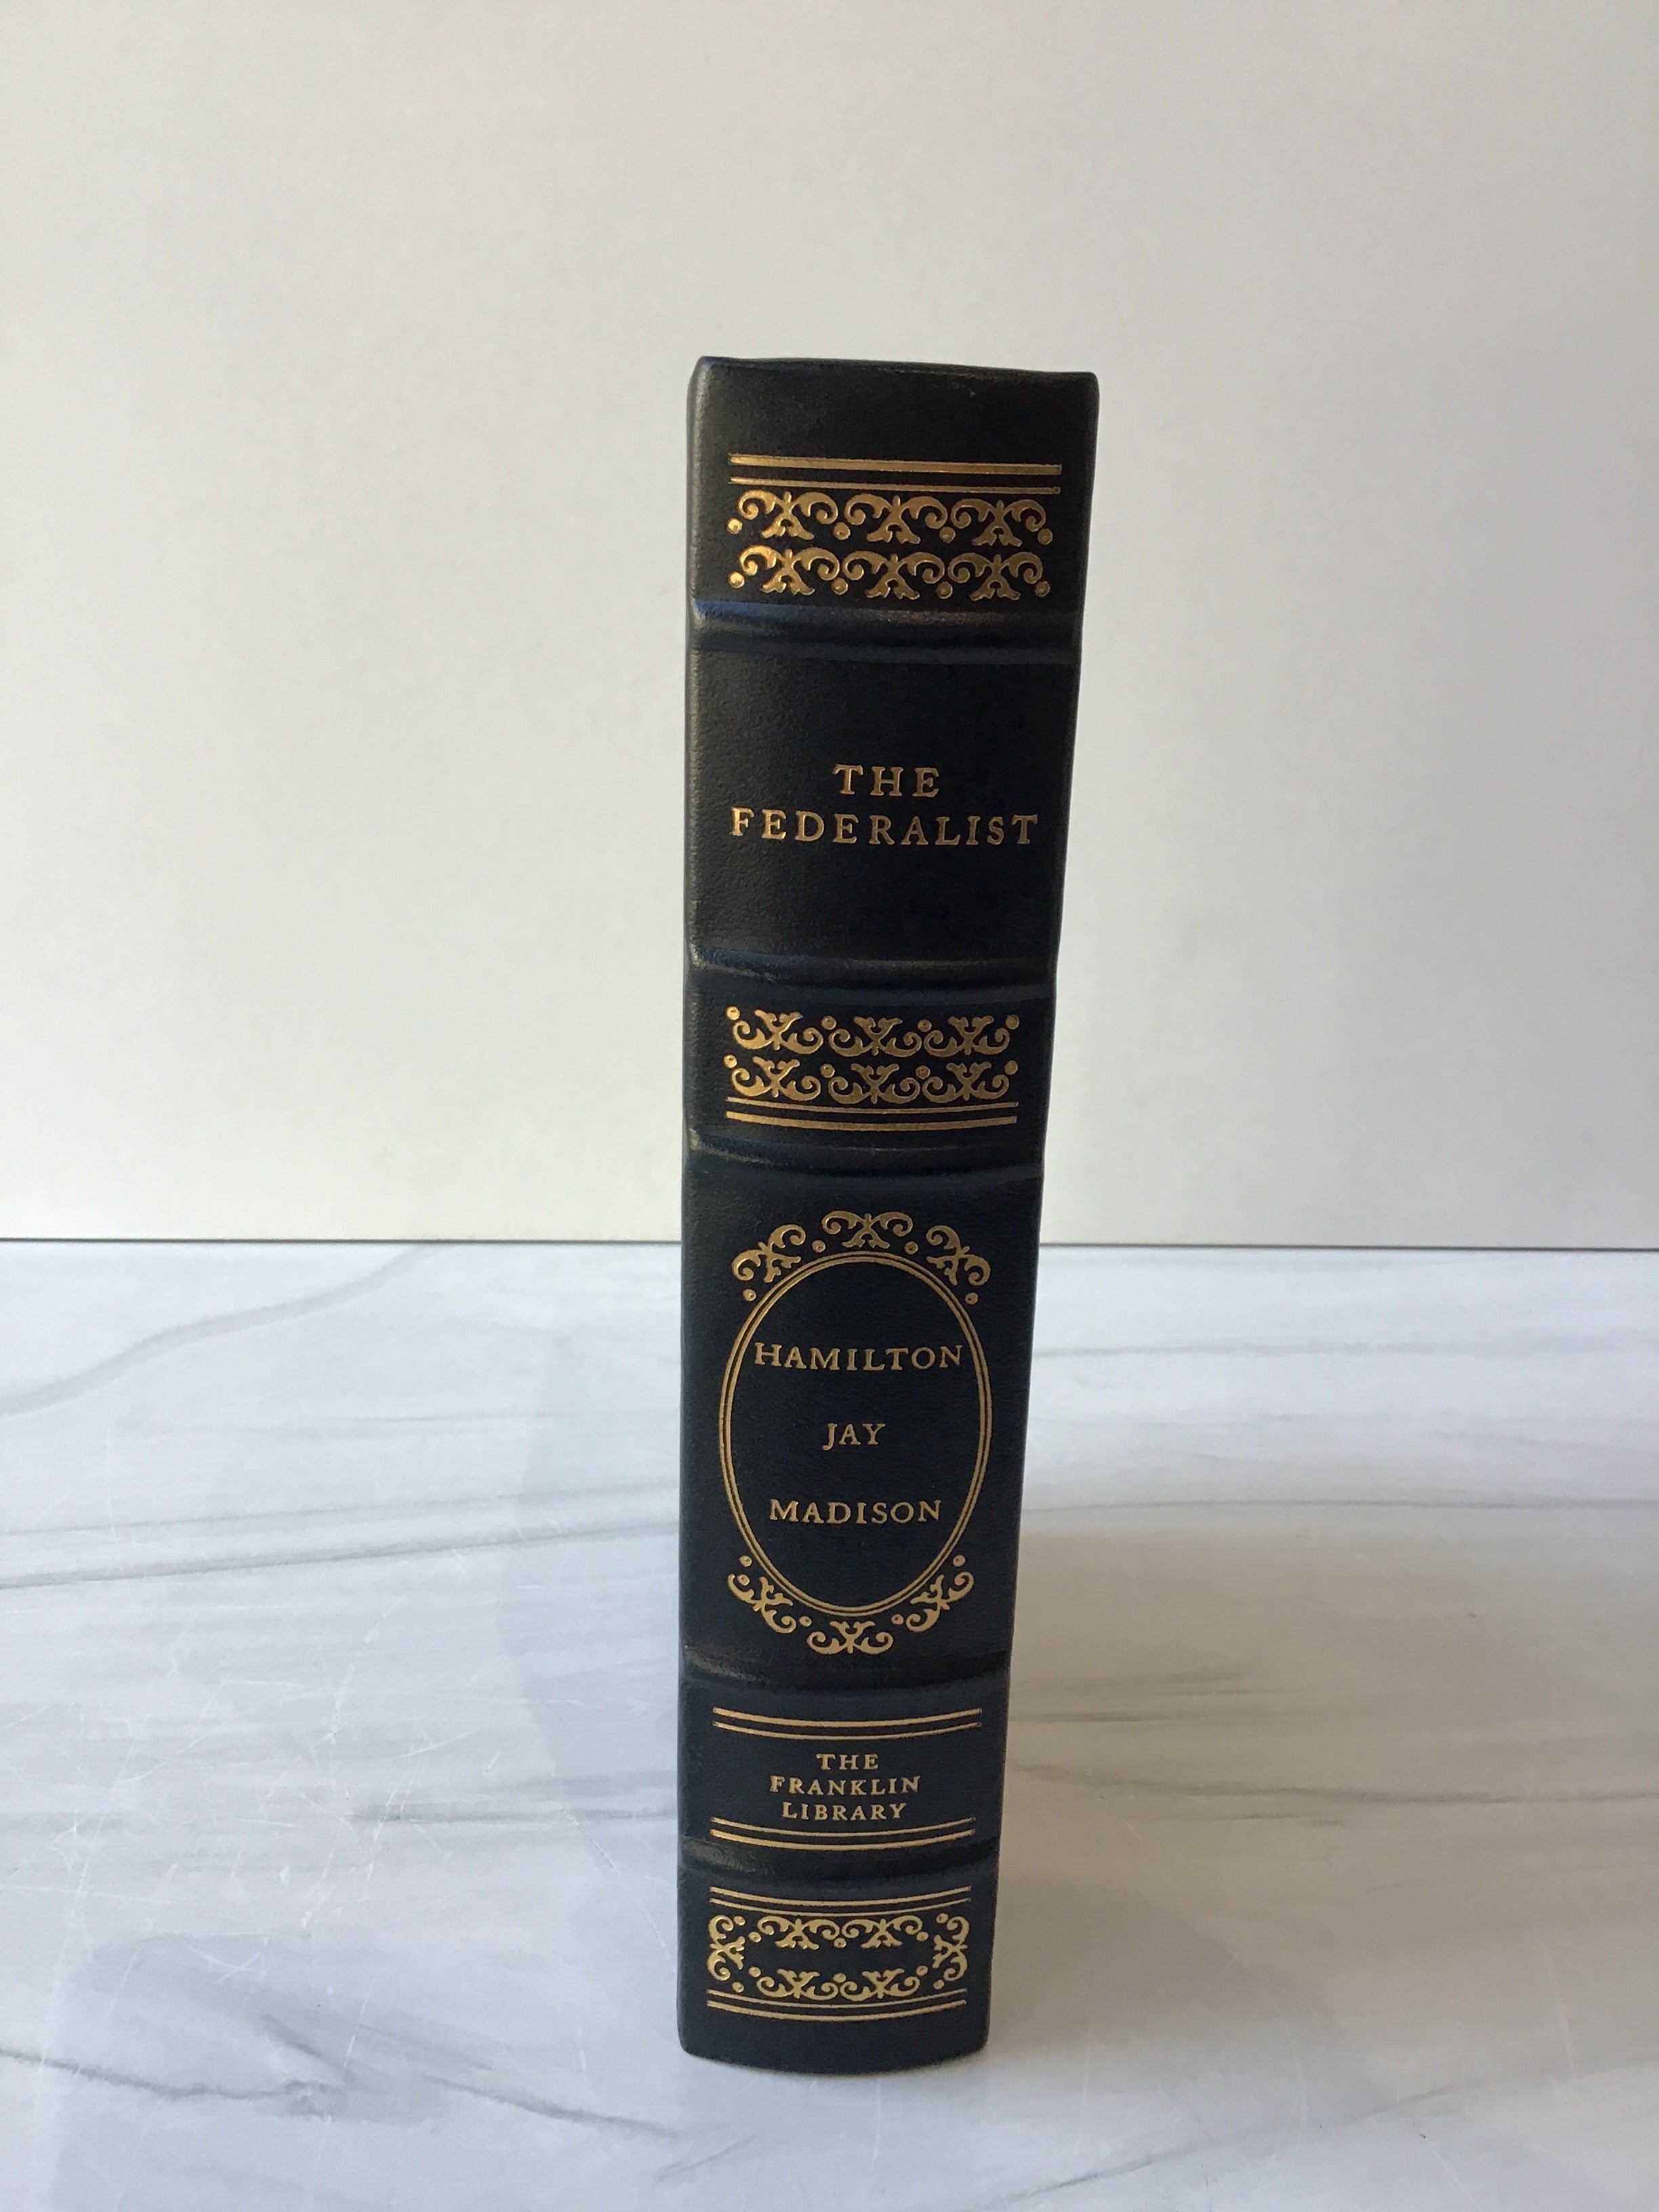 THE
FEDERALIST
HAMILTON
JAY
MADISON
THE
FRANKLIN
LIBRARY